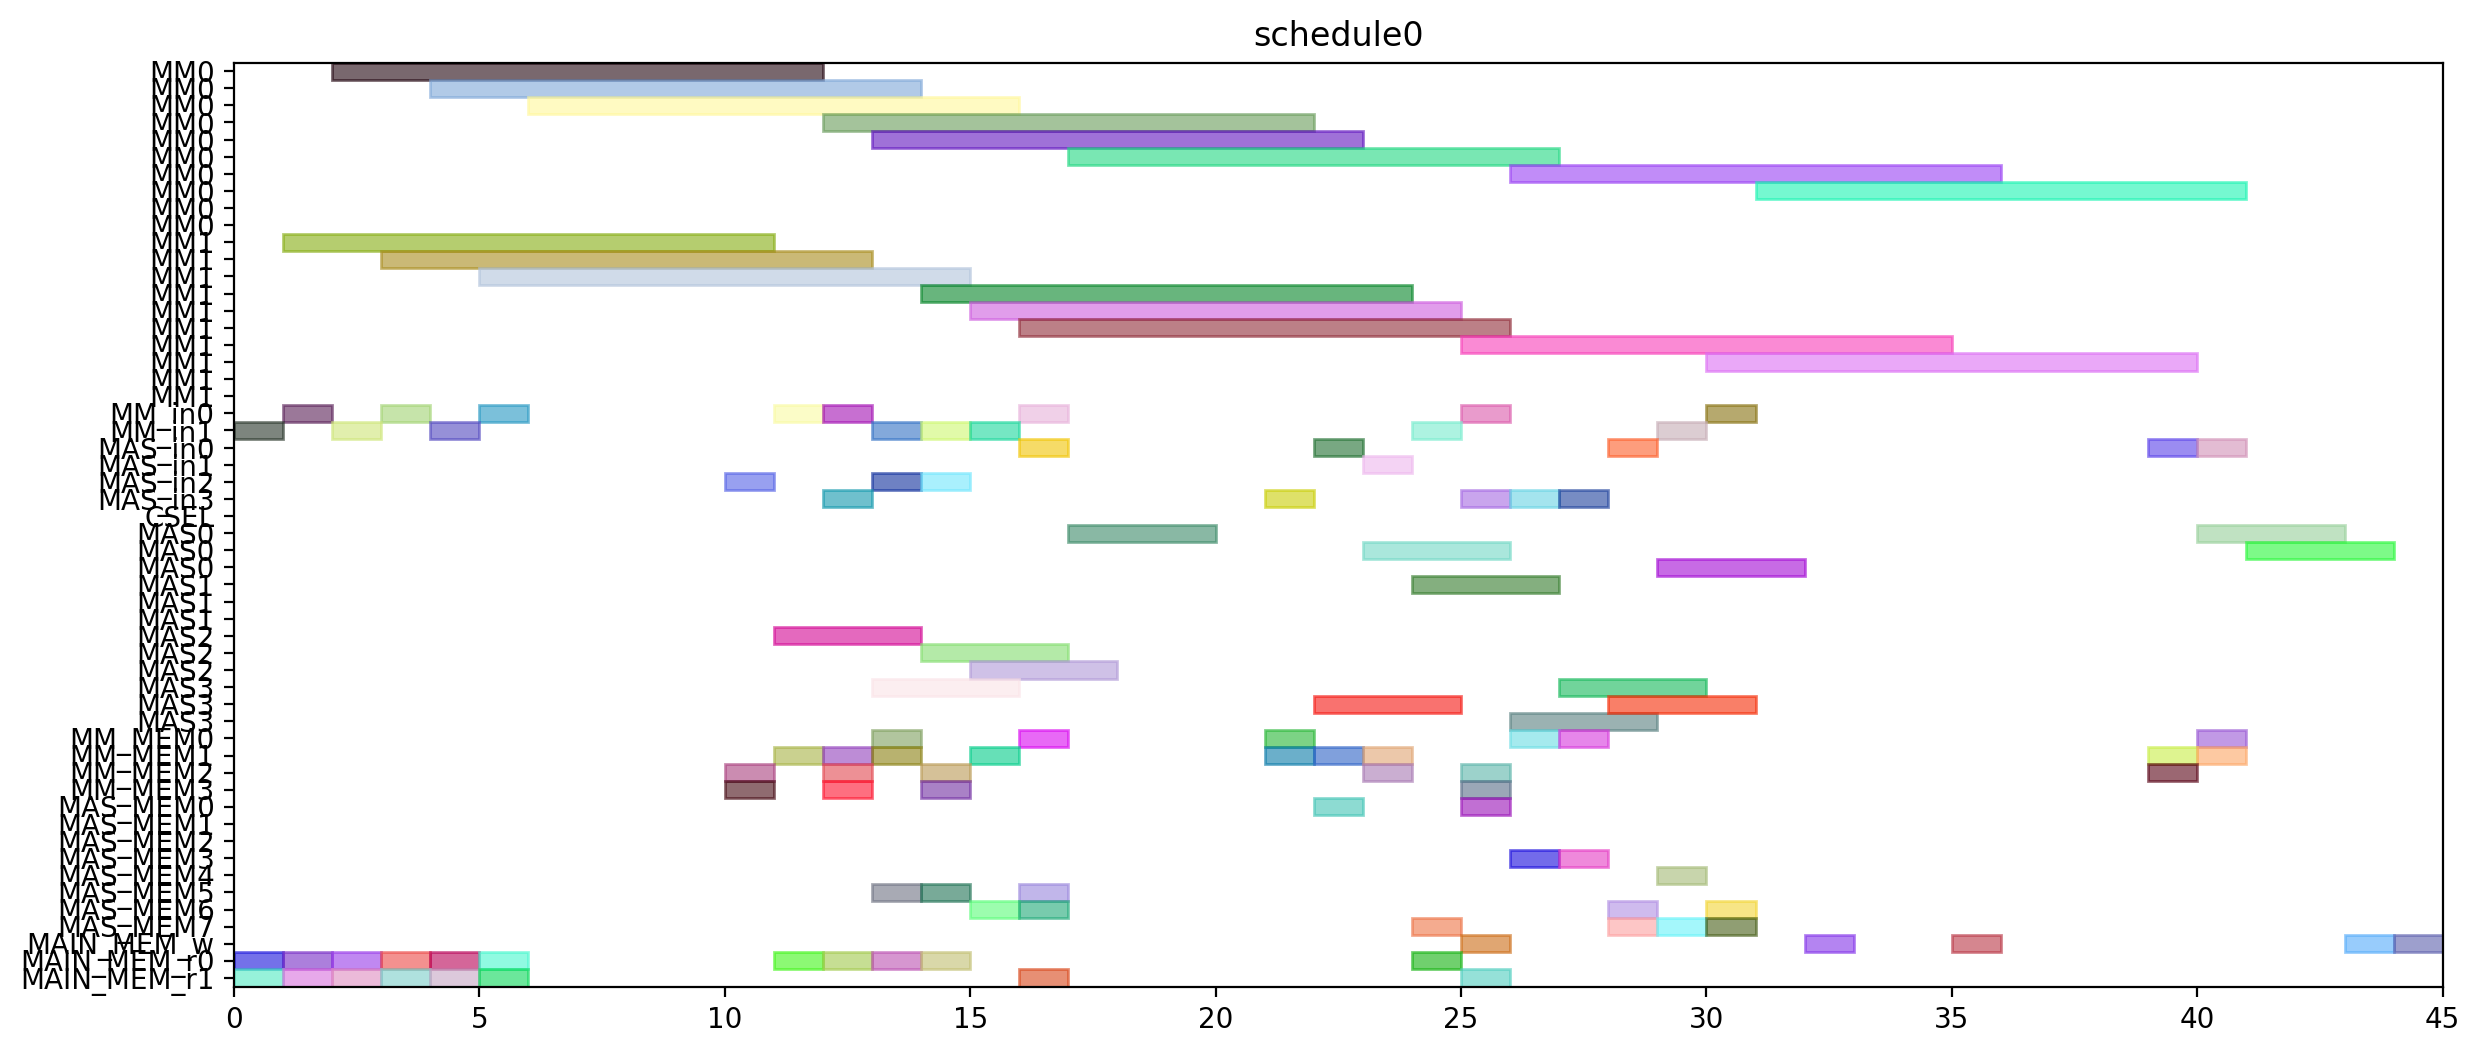 schedule0
MM0
MM0
MM0
MM0
MM0
MM0
MM0
MM0
MM0
MM0
MM1
MM1
MM1
MM1
MM1
MM1
MM1
MM1
MM1
MM1
MM_in0
MM_in1
MAS_in0
MAS_in1
MAS_in2
MAS_in3
CSEL
MAS0
MAS0
MAS0
MAS1
MAS1
MAS1
MAS2
MAS2
MAS2
MAS3
MAS3
MAS3
MM_MEM0
MM_MEM1
MM_MEM2
MM_MEM3
MAS_MEM0
MAS_MEM1
MAS_MEM2
MAS_MEM3
MAS_MEM4
MAS_MEM5
MAS_MEM6
MAS_MEM7
MAIN_MEM_w
MAIN_MEM_r0
MAIN_MEM_r1
0 5 10 15 20 25 30 35 40 45